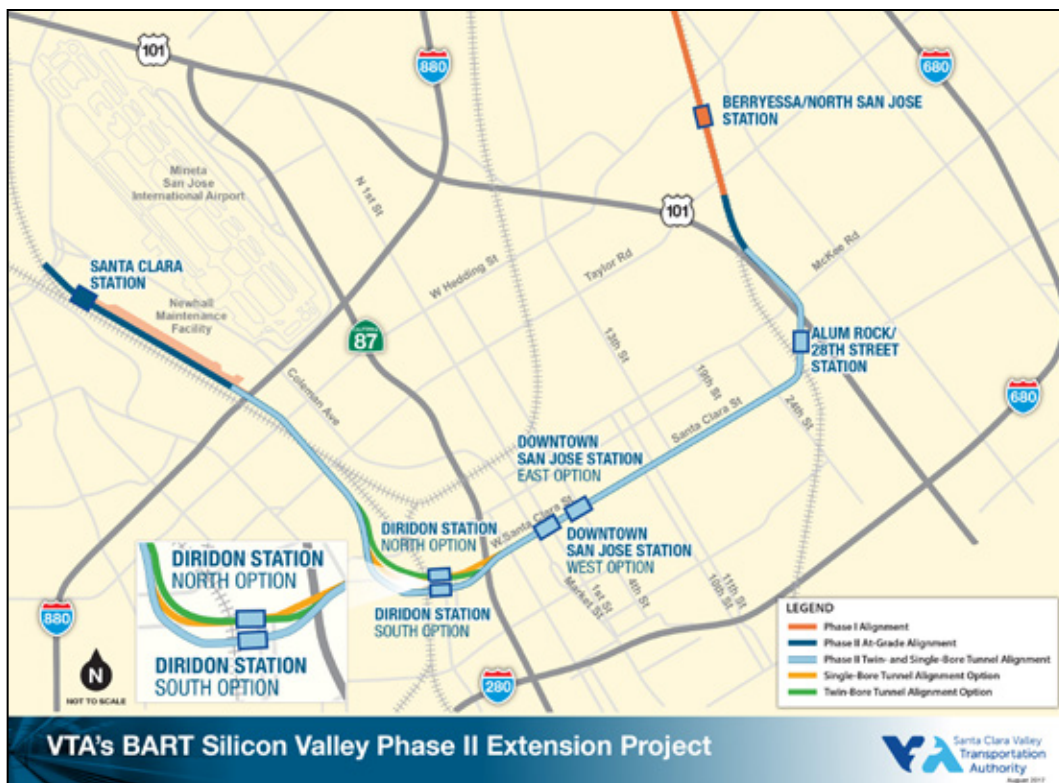 101
880
680
BERRYESSA/NORTH SAN JOSE
STATION
Mineta
San Jose
International Airport
N 1st St
101
McKee Rd
Taylor Rd
W Hedding St
SANTA CLARA
STATION
Newhall
Maintenance
Facility
CALIFORNIA
87
ALUM ROCK/
28TH STREET
STATION
13th St
19th St
24th St
680
Coleman Ave
Santa Clara St
DOWNTOWN
SAN JOSE STATION
EAST OPTION
W.Santa Clara St
DIRIDON STATION
NORTH OPTION
DOWNTOWN
SAN JOSE STATION
WEST OPTION
DIRIDON STATION
NORTH OPTION
DIRIDON STATION
SOUTH OPTION
Market St
1st St
4th St
10th St
11th St
DIRIDON STATION
SOUTH OPTION
880
280
N
NOT TO SCALE
LEGEND
Phase I Alignment
Phase II At-Grade Alignment
Phase II Twin- and Single-Bore Tunnel Alignment
Single-Bore Tunnel Alignment Option
Twin-Bore Tunnel Alignment Option
VTA's BART Silicon Valley Phase II Extension Project
VTA
Santa Clara Valley
Transportation
Authority
August 2017